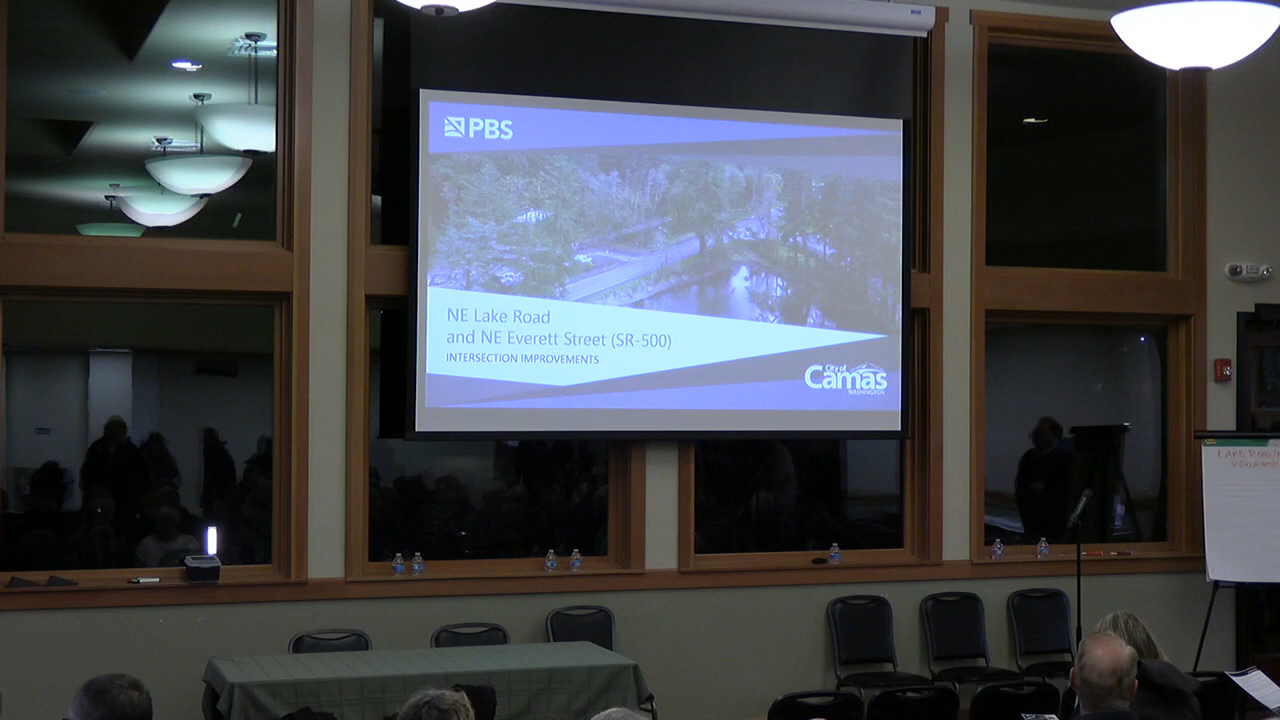 PBS
NE Lake Road
and NE Everett Street (SR-500)
INTERSECTION IMPROVEMENTS
City of
Camas
WASHINGTON
LAKE ROAD/